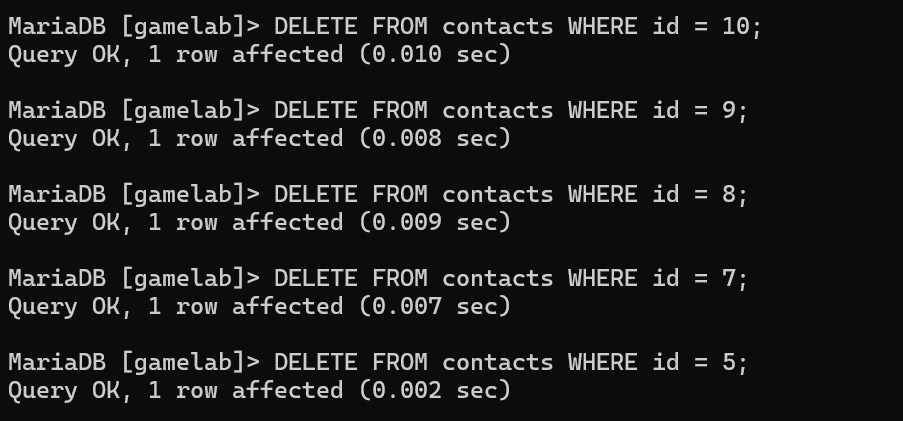 MariaDB [gamelab]> DELETE FROM contacts WHERE id = 10;
Query OK, 1 row affected (0.010 sec)
MariaDB [gamelab]> DELETE FROM contacts WHERE id = 9;
Query OK, 1 row affected (0.008 sec)
MariaDB [gamelab]> DELETE FROM contacts WHERE id = 8;
Query OK, 1 row affected (0.009 sec)
MariaDB [gamelab]> DELETE FROM contacts WHERE id = 7;
Query OK, 1 row affected (0.007 sec)
MariaDB [gamelab]> DELETE FROM contacts WHERE id = 5;
Query OK, 1 row affected (0.002 sec)